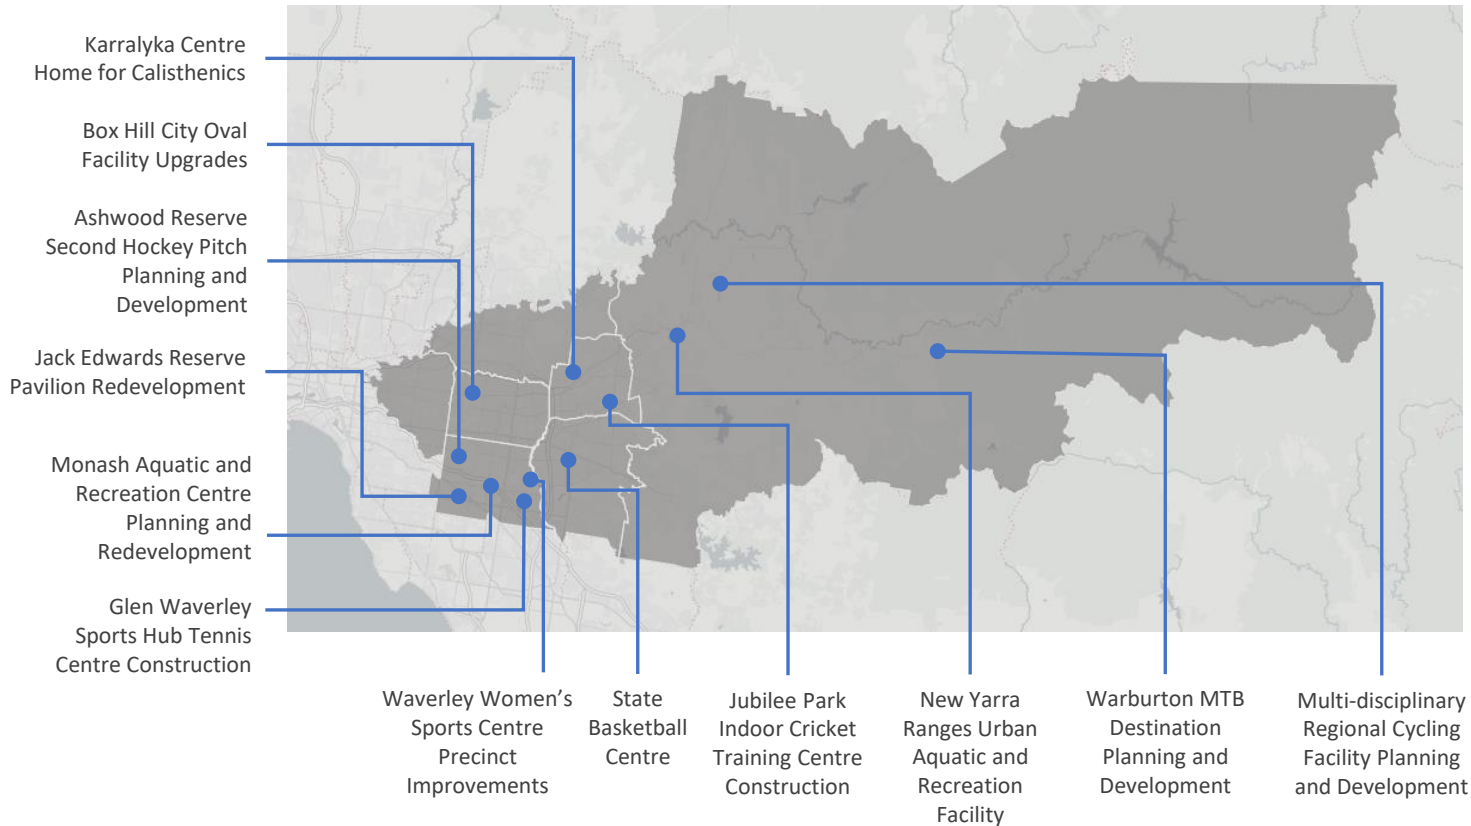 Karralyka Centre
Home for Calisthenics
Box Hill City Oval
Facility Upgrades
Ashwood Reserve
Second Hockey Pitch
Planning and
Development
Jack Edwards Reserve
Pavilion Redevelopment
Monash Aquatic and
Recreation Centre
Planning and
Redevelopment
Glen Waverley
Sports Hub Tennis
Centre Construction
Waverley Women’s
Sports Centre
Precinct
Improvements
State
Basketball
Centre
Jubilee Park
Indoor Cricket
Training Centre
Construction
New Yarra
Ranges Urban
Aquatic and
Recreation
Facility
Warburton MTB
Destination
Planning and
Development
Multi-disciplinary
Regional Cycling
Facility Planning
and Development